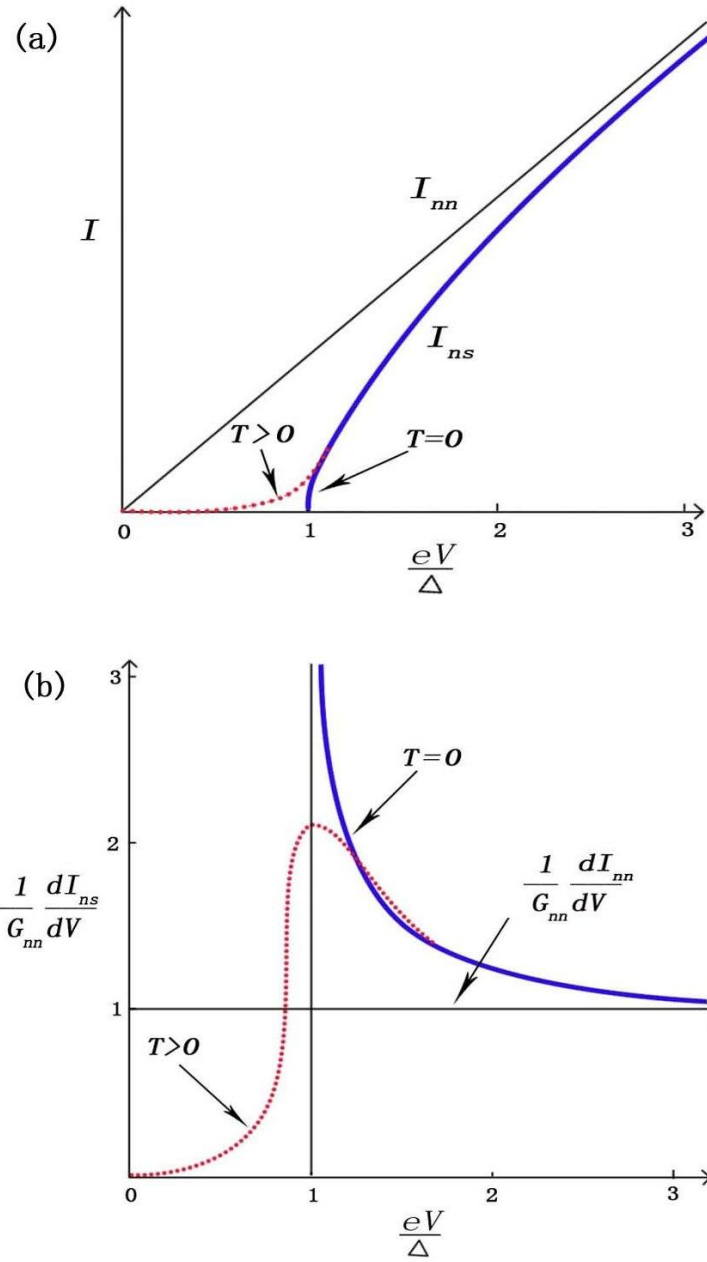 (a)
I
I_nn
I_ns
T>0
T=0
0 1 2 3
eV
Δ
(b)
3
T=0
2
1 dI_ns
G_nn dV
1 dI_nn
G_nn dV
1
T>0
0 1 2 3
eV
Δ